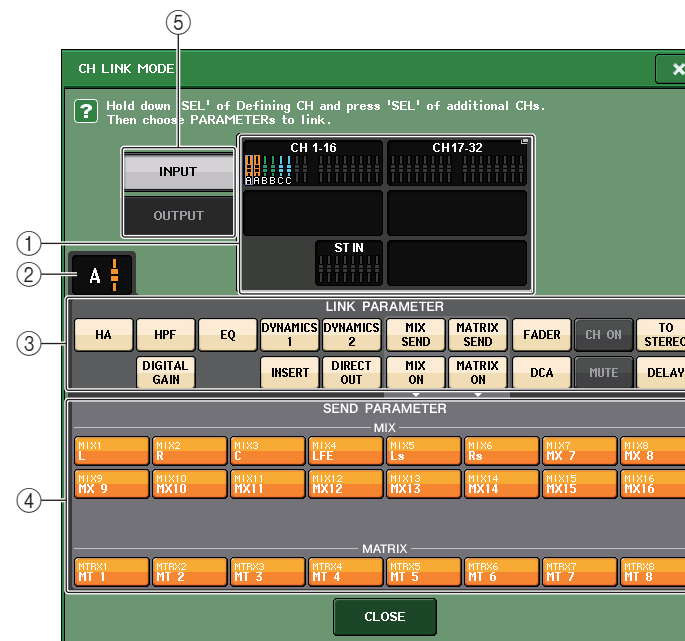 5
CH LINK MODE
×
? Hold down 'SEL' of Defining CH and press 'SEL' of additional CHs.
Then choose PARAMETERs to link.
CH 1-16 CH17-32
INPUT
AABBCC
OUTPUT
1
ST IN
2
A
LINK PARAMETER
3
HA HPF EQ DYNAMICS 1 DYNAMICS 2 MIX SEND MATRIX SEND FADER CH ON TO STEREO
DIGITAL GAIN INSERT DIRECT OUT MIX ON MATRIX ON DCA MUTE DELAY
SEND PARAMETER
MIX
MIX1 MIX2 MIX3 MIX4 MIX5 MIX6 MIX7 MIX8
L R C LFE Ls Rs MX 7 MX 8
MIX9 MIX10 MIX11 MIX12 MIX13 MIX14 MIX15 MIX16
MX 9 MX10 MX11 MX12 MX13 MX14 MX15 MX16
4
MATRIX
MTRX1 MTRX2 MTRX3 MTRX4 MTRX5 MTRX6 MTRX7 MTRX8
MT 1 MT 2 MT 3 MT 4 MT 5 MT 6 MT 7 MT 8
CLOSE